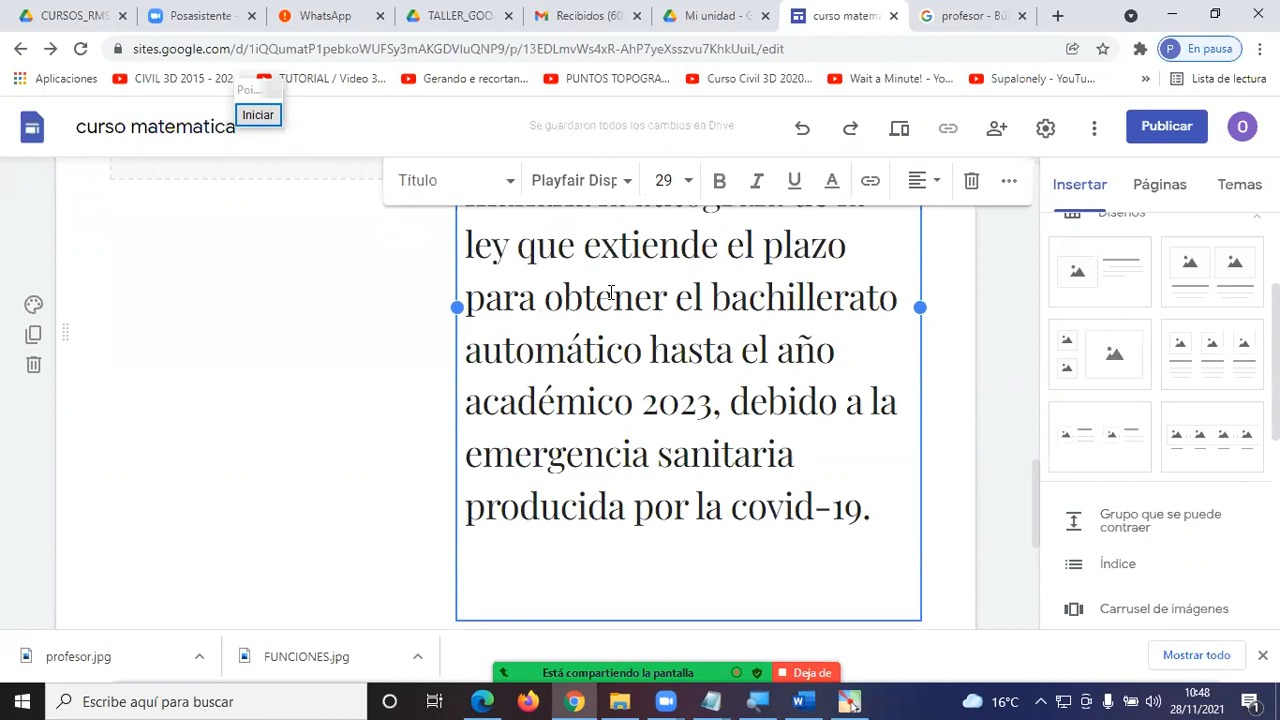 CURSOS_RM
Posasistente
WhatsApp
TALLER_GOO
Recibidos (60
Mi unidad - G
curso matema
profesor - Bú
sites.google.com/d/1iQQumatP1pebkoWUFSy3mAKGDVIuQNP9/p/13EDLmvWs4xR-AhP7yeXsszvu7KhkUuiL/edit
En pausa
Aplicaciones
CIVIL 3D 2015 - 202
TUTORIAL / Video 3...
Gerando e recortan...
PUNTOS TOPOGRA...
Curso Civil 3D 2020...
Wait a Minute! - Yo...
Supalonely - YouTu...
»
Lista de lectura
Poi...
Iniciar
curso matematica
Se guardaron todos los cambios en Drive
Publicar
O
Título
Playfair Disp
29
B
I
U
A
Insertar
Páginas
Temas
Diseños
ley que extiende el plazo
para obtener el bachillerato
automático hasta el año
académico 2023, debido a la
emergencia sanitaria
producida por la covid-19.
Grupo que se puede
contraer
Índice
Carrusel de imágenes
profesor.jpg
FUNCIONES.jpg
Mostrar todo
Está compartiendo la pantalla
Deja de
Escribe aquí para buscar
16°C
10:48
28/11/2021